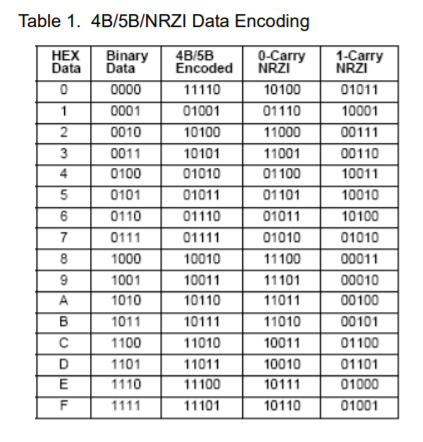 Table 1. 4B/5B/NRZI Data Encoding
HEX Data Binary Data 4B/5B Encoded 0-Carry NRZI 1-Carry NRZI
0 0000 11110 10100 01011
1 0001 01001 01110 10001
2 0010 10100 11000 00111
3 0011 10101 11001 00110
4 0100 01010 01100 10011
5 0101 01011 01101 10010
6 0110 01110 01011 10100
7 0111 01111 01010 01010
8 1000 10010 11100 00011
9 1001 10011 11101 00010
A 1010 10110 11011 00100
B 1011 10111 11010 00101
C 1100 11010 10011 01100
D 1101 11011 10010 01101
E 1110 11100 10111 01000
F 1111 11101 10110 01001